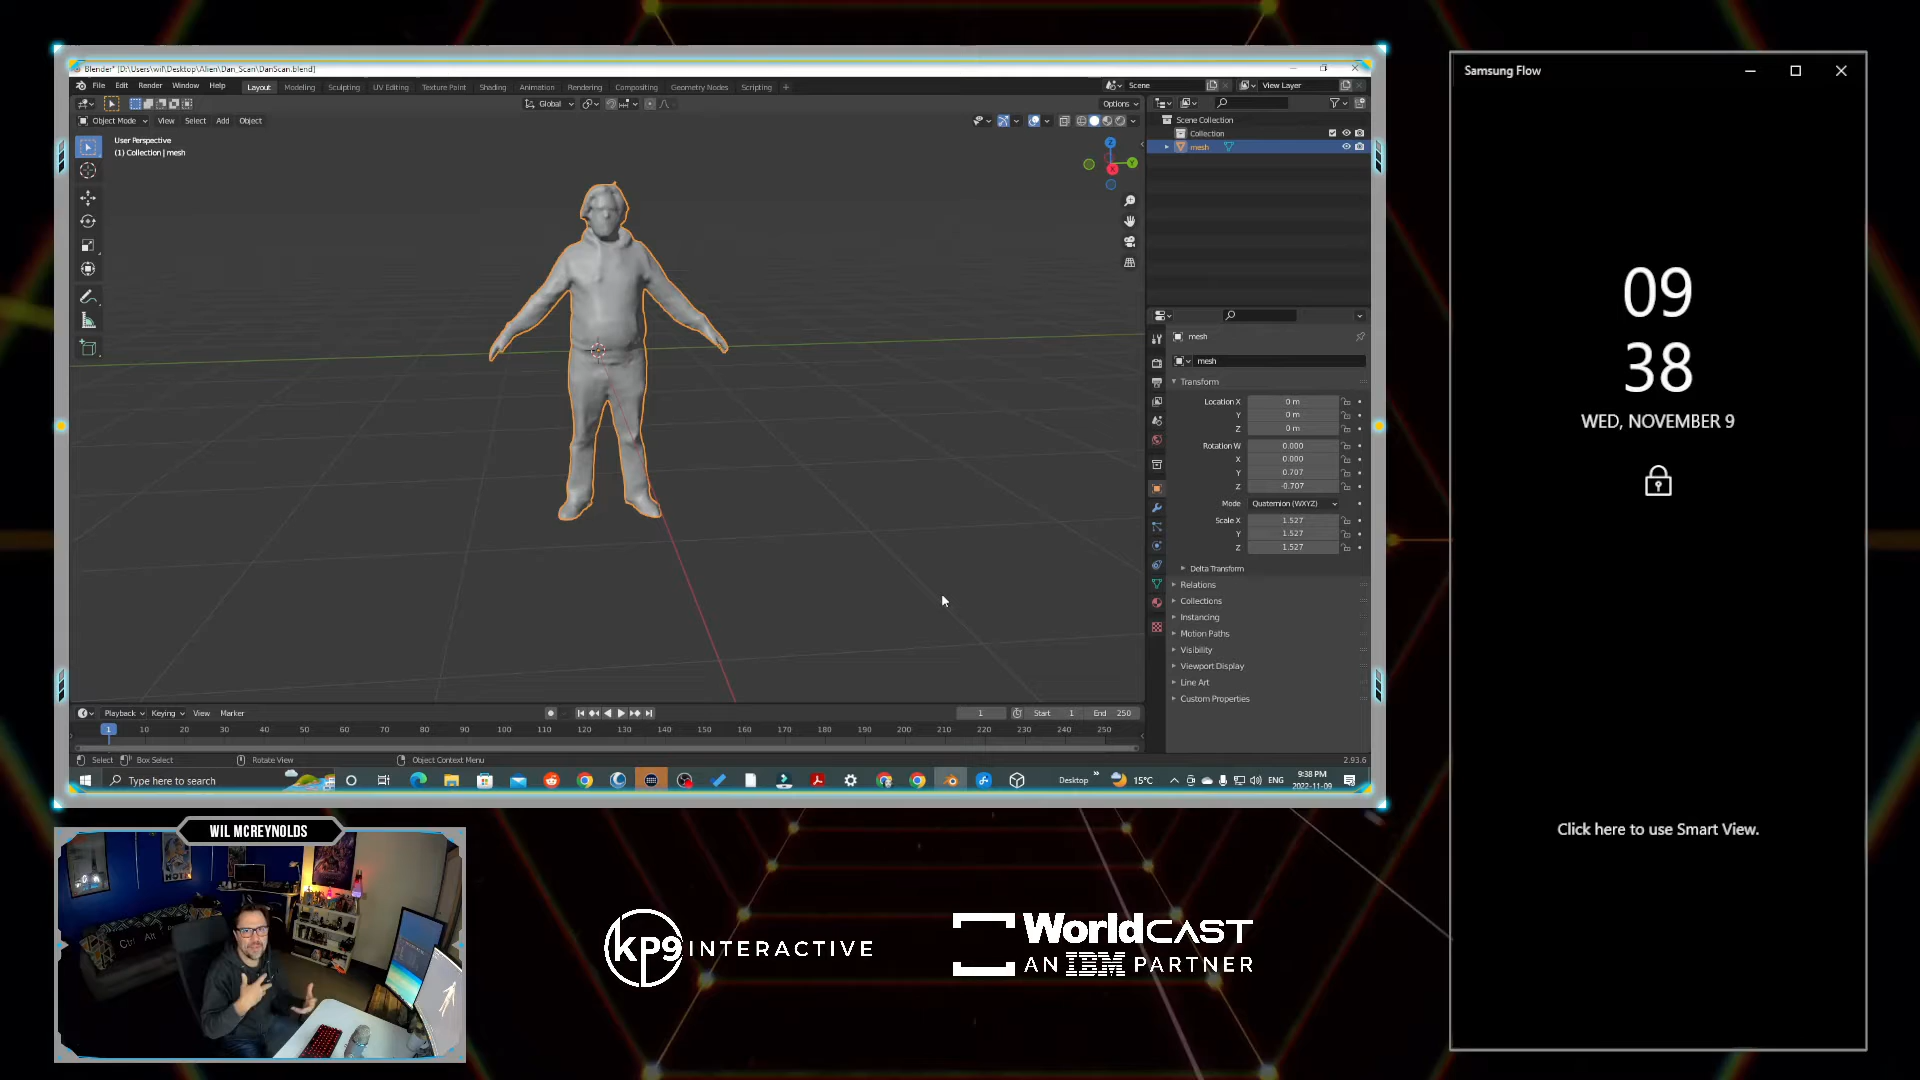 Blender* [D:\Users\wil\Desktop\Alien\Dan_Scan\DanScan.blend]
File Edit Render Window Help
Layout Modeling Sculpting UV Editing Texture Paint Shading Animation Rendering Compositing Geometry Nodes Scripting +
Scene
View Layer
Global
Options
Object Mode View Select Add Object
User Perspective
(1) Collection | mesh
Z
Y
X
Scene Collection
Collection
mesh
mesh
mesh
Transform
Location X 0 m
Y 0 m
Z 0 m
Rotation W 0.000
X 0.000
Y 0.707
Z -0.707
Mode Quaternion (WXYZ)
Scale X 1.527
Y 1.527
Z 1.527
Delta Transform
Relations
Collections
Instancing
Motion Paths
Visibility
Viewport Display
Line Art
Custom Properties
Playback Keying View Marker
1 Start 1 End 250
1 10 20 30 40 50 60 70 80 90 100 110 120 130 140 150 160 170 180 190 200 210 220 230 240 250
Select Box Select Rotate View Object Context Menu 2.93.6
Type here to search
Desktop
15°C
ENG
9:38 PM
2022-11-09
Samsung Flow
09
38
WED, NOVEMBER 9
Click here to use Smart View.
WIL MCREYNOLDS
Ctrl Alt
kp9 INTERACTIVE
WorldCAST
AN IBM PARTNER